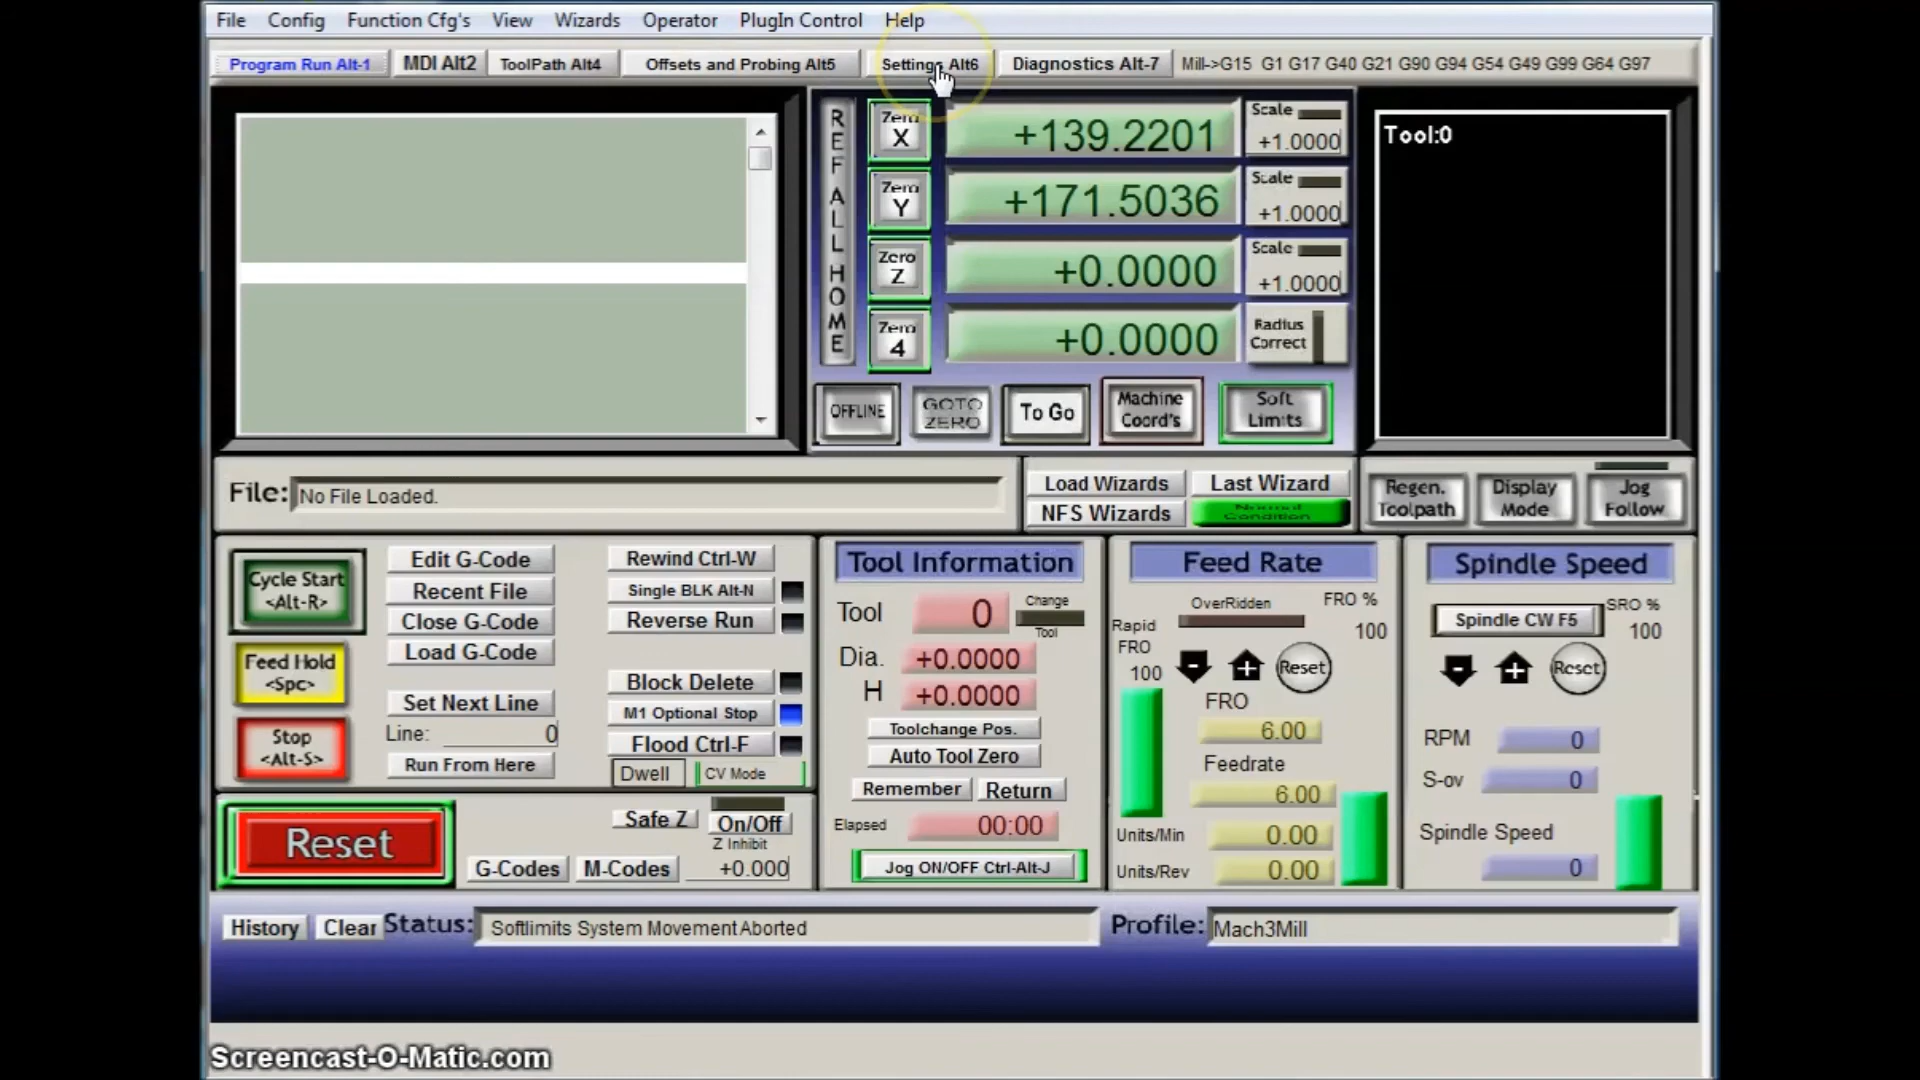 File Config Function Cfg's View Wizards Operator PlugIn Control Help
Program Run Alt-1 MDI Alt2 ToolPath Alt4 Offsets and Probing Alt5 Settings Alt6 Diagnostics Alt-7 Mill->G15 G1 G17 G40 G21 G90 G94 G54 G49 G99 G64 G97
REF ALL HOME
Zero X +139.2201 Scale +1.0000
Zero Y +171.5036 Scale +1.0000
Zero Z +0.0000 Scale +1.0000
Zero 4 +0.0000 Radius Correct
OFFLINE GOTO ZERO To Go Machine Coord's Soft Limits
Tool:0
File: No File Loaded.
Load Wizards Last Wizard
NFS Wizards Normal Condition
Regen. Toolpath Display Mode Jog Follow
Cycle Start <Alt-R>
Feed Hold <Spc>
Stop <Alt-S>
Edit G-Code
Recent File
Close G-Code
Load G-Code
Set Next Line
Line: 0
Run From Here
Rewind Ctrl-W
Single BLK Alt-N
Reverse Run
Block Delete
M1 Optional Stop
Flood Ctrl-F
Dwell CV Mode
Reset
G-Codes M-Codes
Safe Z On/Off
Z Inhibit
+0.000
Tool Information
Tool 0 Change Tool
Dia. +0.0000
H +0.0000
Toolchange Pos.
Auto Tool Zero
Remember Return
Elapsed 00:00
Jog ON/OFF Ctrl-Alt-J
Feed Rate
OverRidden FRO %
100
Rapid
FRO
100
Reset
FRO
6.00
Feedrate
6.00
Units/Min 0.00
Units/Rev 0.00
Spindle Speed
Spindle CW F5 SRO %
100
Reset
RPM 0
S-ov 0
Spindle Speed
0
History Clear Status: Softlimits System Movement Aborted Profile: Mach3Mill
Screencast-O-Matic.com